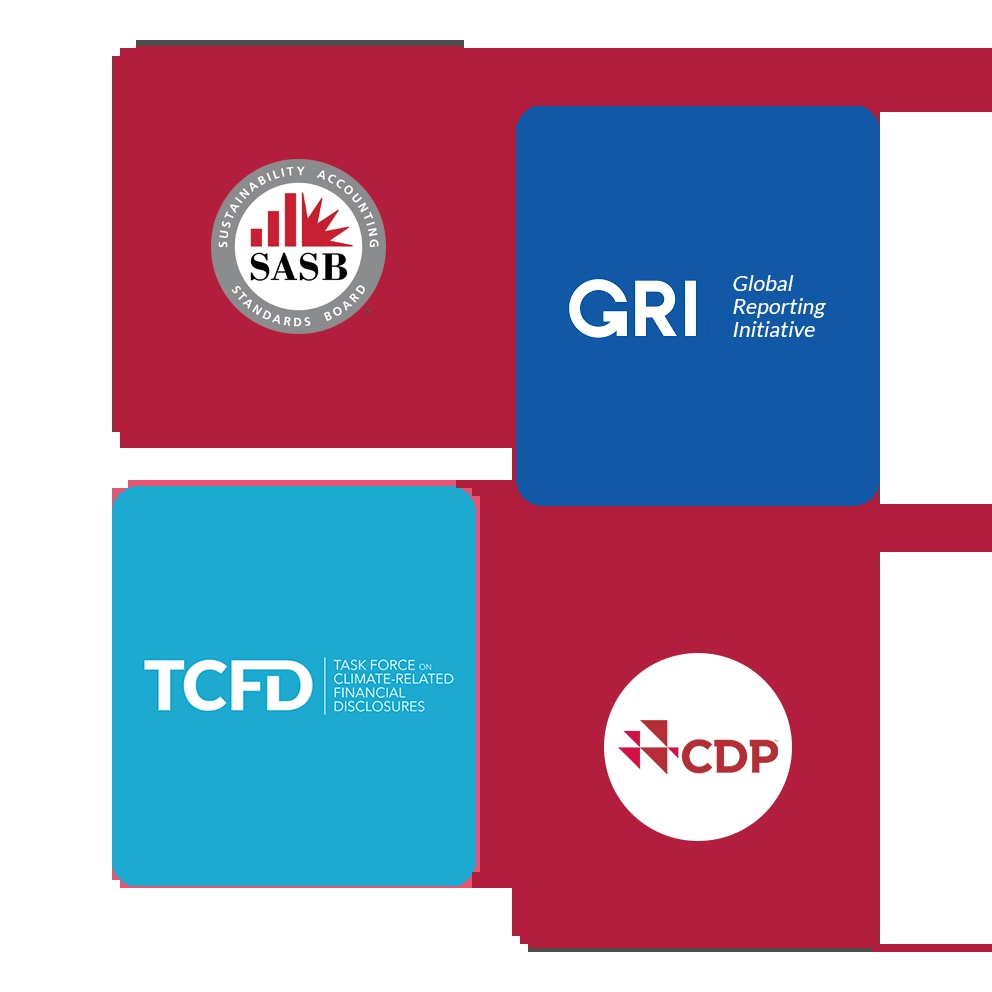 SUSTAINABILITY ACCOUNTING
SASB
STANDARDS BOARD
GRI
Global
Reporting
Initiative
TCFD
TASK FORCE ON
CLIMATE-RELATED
FINANCIAL
DISCLOSURES
CDP